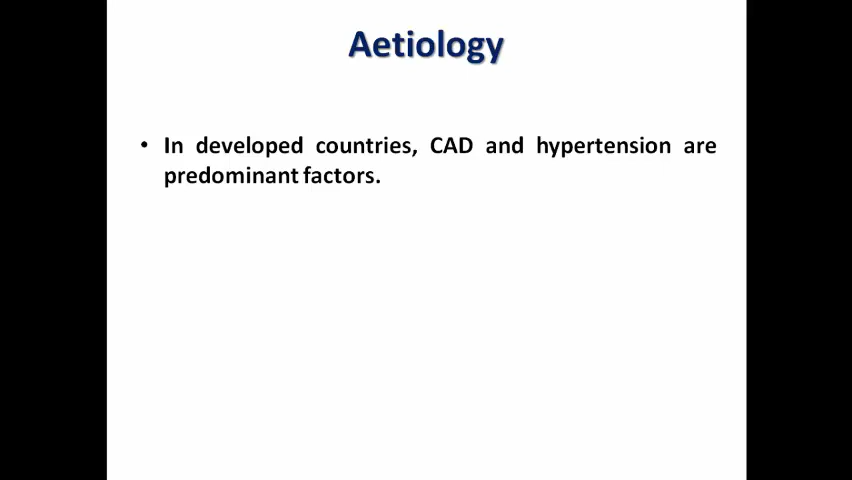 Aetiology
• In developed countries, CAD and hypertension are
predominant factors.